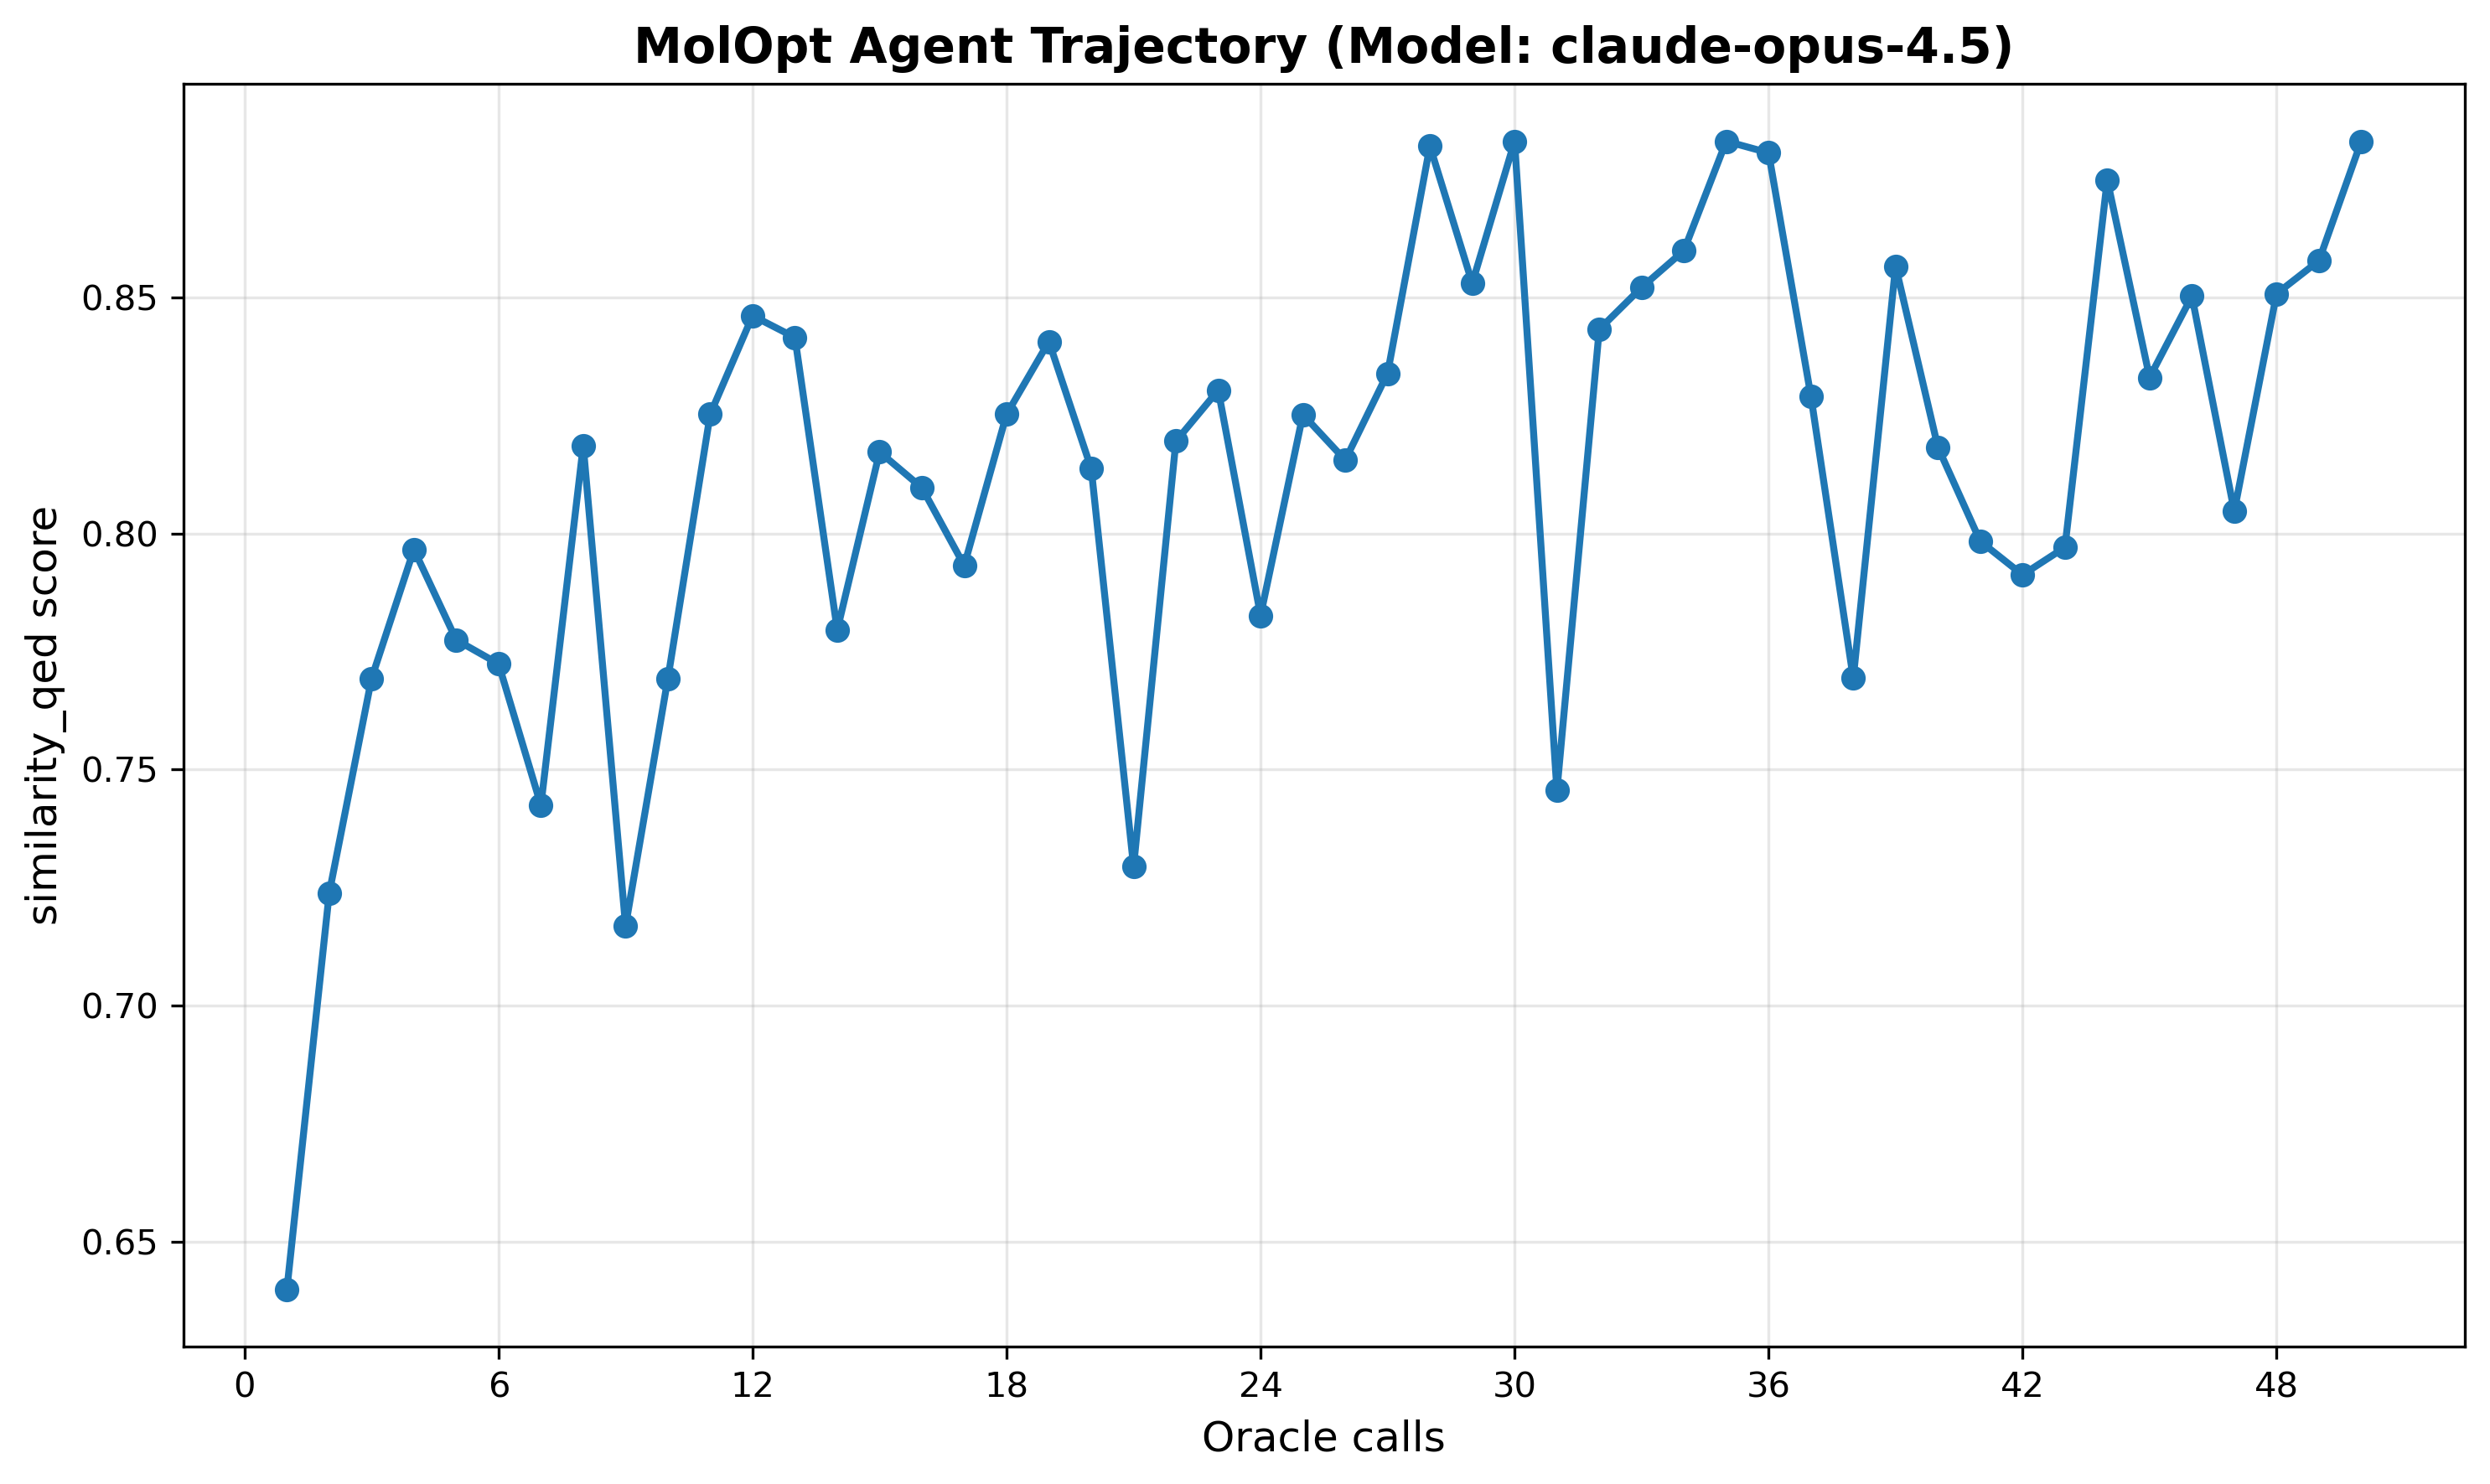 MolOpt Agent Trajectory (Model: claude-opus-4.5)
similarity_qed score
0.85
0.80
0.75
0.70
0.65
0 6 12 18 24 30 36 42 48
Oracle calls